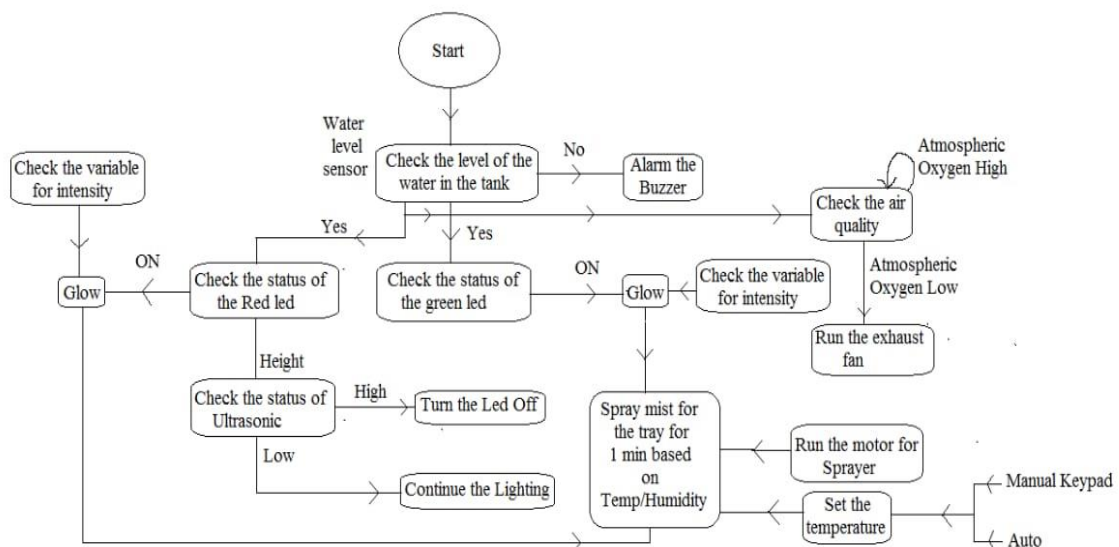 Start
Water
level
sensor
Check the level of the
water in the tank
No
Alarm the
Buzzer
Atmospheric
Oxygen High
Check the air
quality
Check the variable
for intensity
Yes
Yes
ON
Glow
Check the status of
the Red led
Check the status of
the green led
ON
Glow
Check the variable
for intensity
Atmospheric
Oxygen Low
Run the exhaust
fan
Height
Check the status of
Ultrasonic
High
Turn the Led Off
Low
Continue the Lighting
Spray mist for
the tray for
1 min based
on
Temp/Humidity
Run the motor for
Sprayer
Set the
temperature
Manual Keypad
Auto